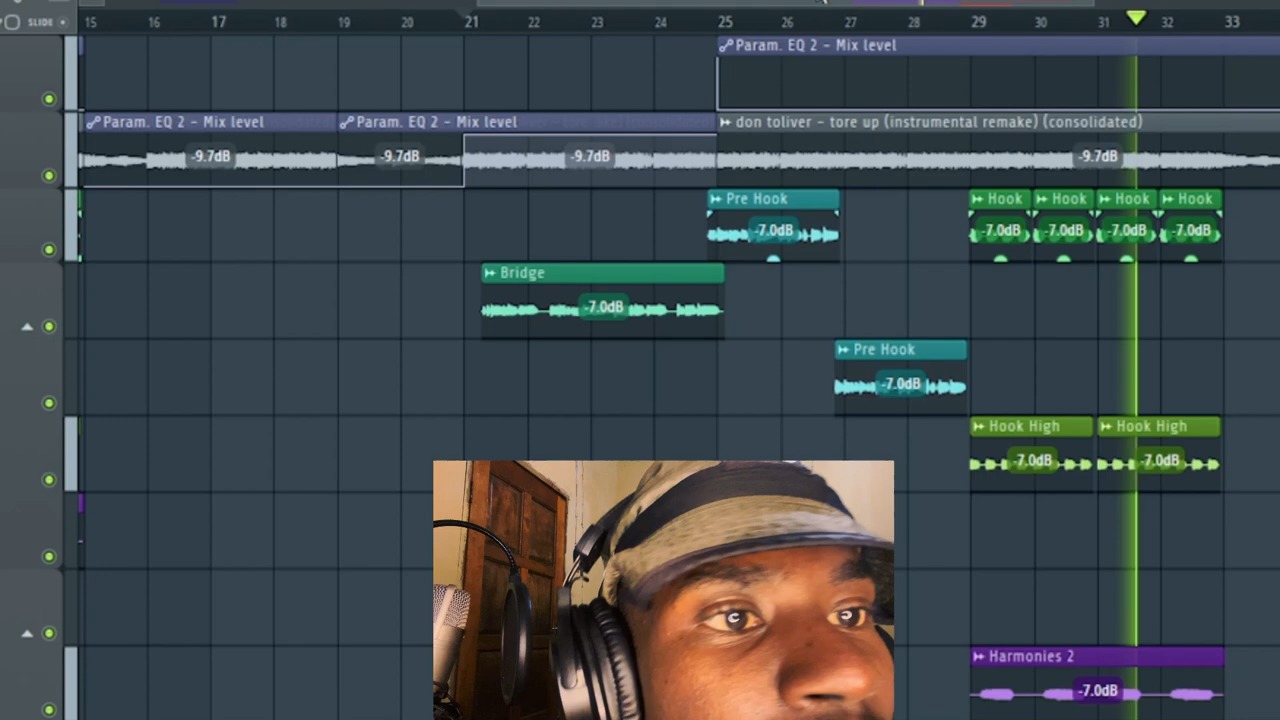 SLIDE
15 16 17 18 19 20 21 22 23 24 25 26 27 28 29 30 31 32 33
Param. EQ 2 - Mix level
Param. EQ 2 - Mix level
Param. EQ 2 - Mix level
don toliver - tore up (instrumental remake) (consolidated)
-9.7dB
-9.7dB
-9.7dB
-9.7dB
Pre Hook
Hook
Hook
Hook
Hook
-7.0dB
-7.0dB
-7.0dB
-7.0dB
-7.0dB
Bridge
-7.0dB
Pre Hook
-7.0dB
Hook High
Hook High
-7.0dB
-7.0dB
Harmonies 2
-7.0dB